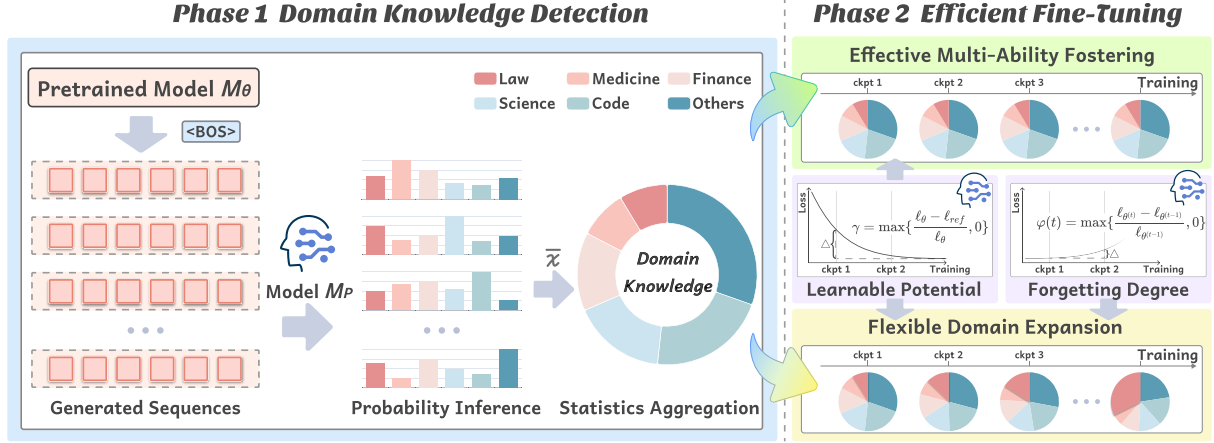 Phase 1 Domain Knowledge Detection
Pretrained Model Mθ
<BOS>
Law
Medicine
Finance
Science
Code
Others
Model MP
x̄
Domain
Knowledge
Generated Sequences
Probability Inference
Statistics Aggregation
Phase 2 Efficient Fine-Tuning
Effective Multi-Ability Fostering
ckpt 1
ckpt 2
ckpt 3
Training
Loss
γ = max{(ℓθ − ℓref)/ℓθ, 0}
△
ckpt 1
ckpt 2
Training
Learnable Potential
Loss
φ(t) = max{(ℓθ(t) − ℓθ(t−1))/ℓθ(t−1), 0}
△
ckpt 1
ckpt 2
Training
Forgetting Degree
Flexible Domain Expansion
ckpt 1
ckpt 2
ckpt 3
Training